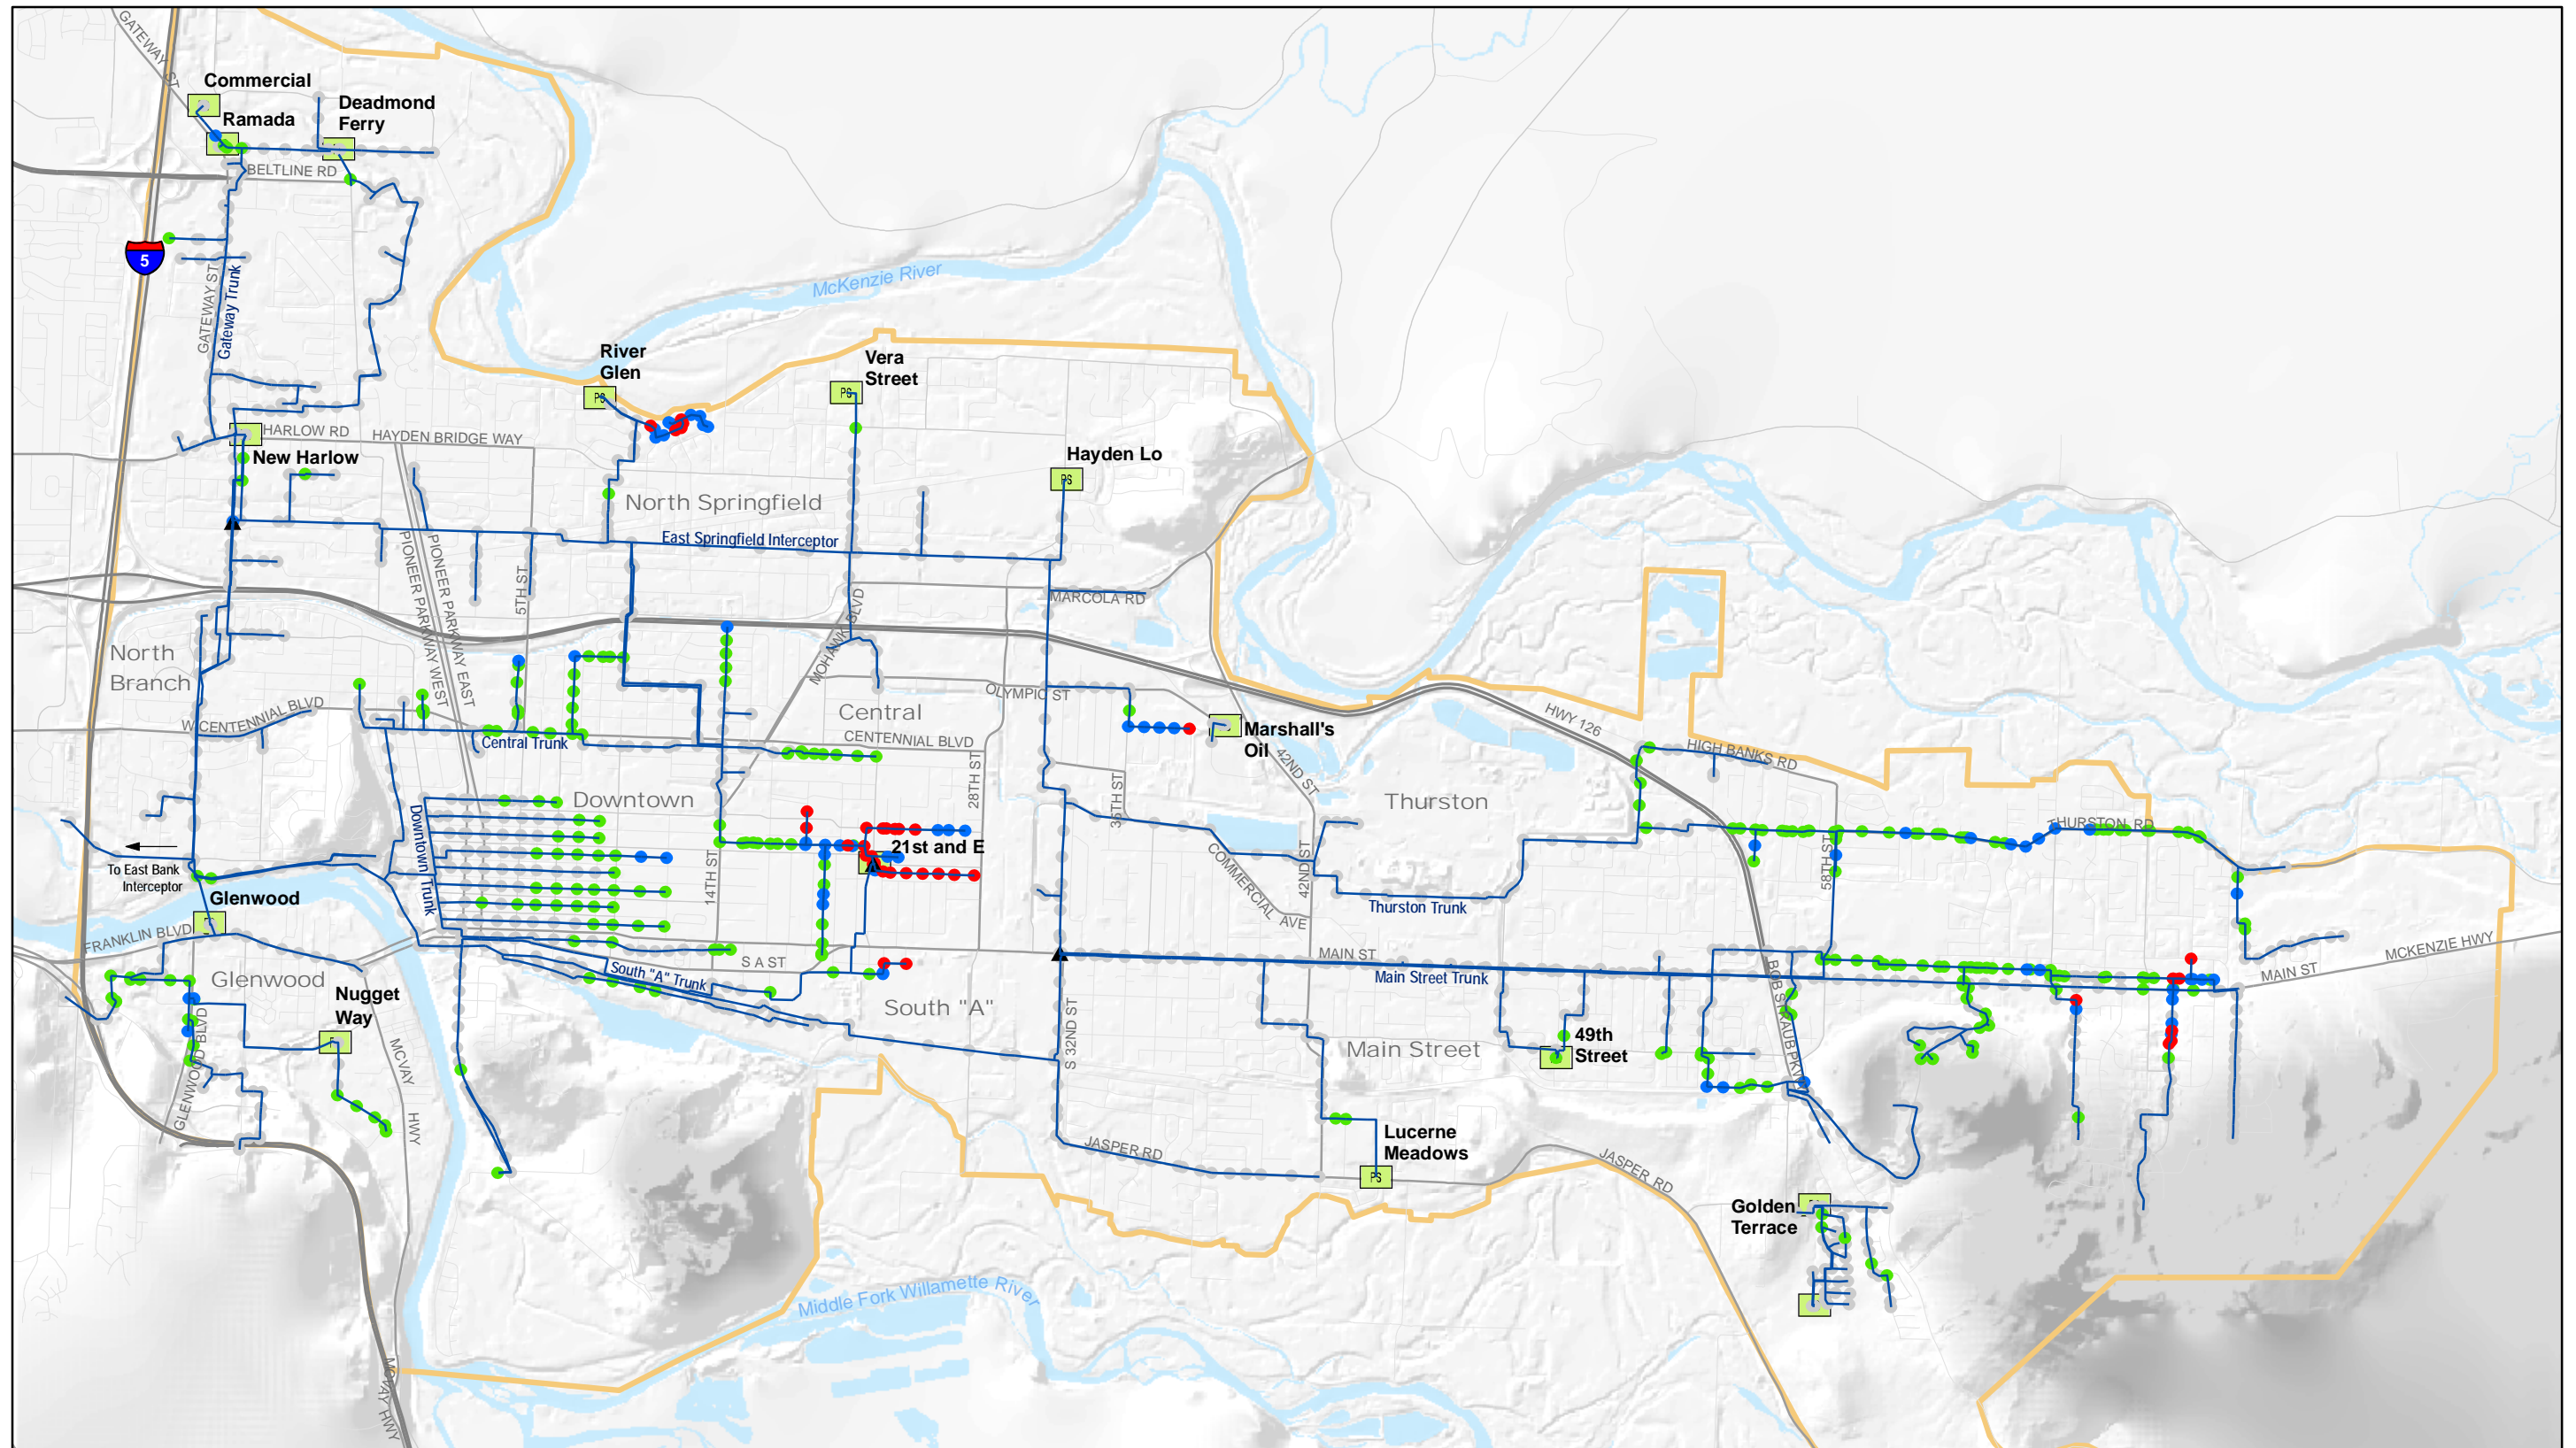 GATEWAY ST
Commercial
Ramada
Deadmond
Ferry
BELTLINE RD
5
GATEWAY ST
Gateway Trunk
McKenzie River
River
Glen
PS
Vera
Street
PS
HARLOW RD
HAYDEN BRIDGE WAY
New Harlow
Hayden Lo
PS
North Springfield
East Springfield Interceptor
PIONEER PARKWAY WEST
PIONEER PARKWAY EAST
5TH ST
MARCOLA RD
MOHAWK BLVD
North
Branch
OLYMPIC ST
W CENTENNIAL BLVD
Central
CENTENNIAL BLVD
Central Trunk
Marshall's
Oil
42ND ST
HWY 126
HIGH BANKS RD
28TH ST
35TH ST
Downtown
Downtown Trunk
Thurston
THURSTON RD
21st and E
14TH ST
To East Bank
Interceptor
COMMERCIAL AVE
42ND ST
58TH ST
Glenwood
Thurston Trunk
FRANKLIN BLVD
MAIN ST
MCKENZIE HWY
MAIN ST
S A ST
South "A" Trunk
Main Street Trunk
Glenwood
Nugget
Way
South "A"
BOB STRAUB PKWY
49th
Street
Main Street
GLENWOOD BLVD
MCVAY HWY
S 32ND ST
JASPER RD
Lucerne
Meadows
PS
JASPER RD
Golden
Terrace
Middle Fork Willamette River
MCVAY HWY